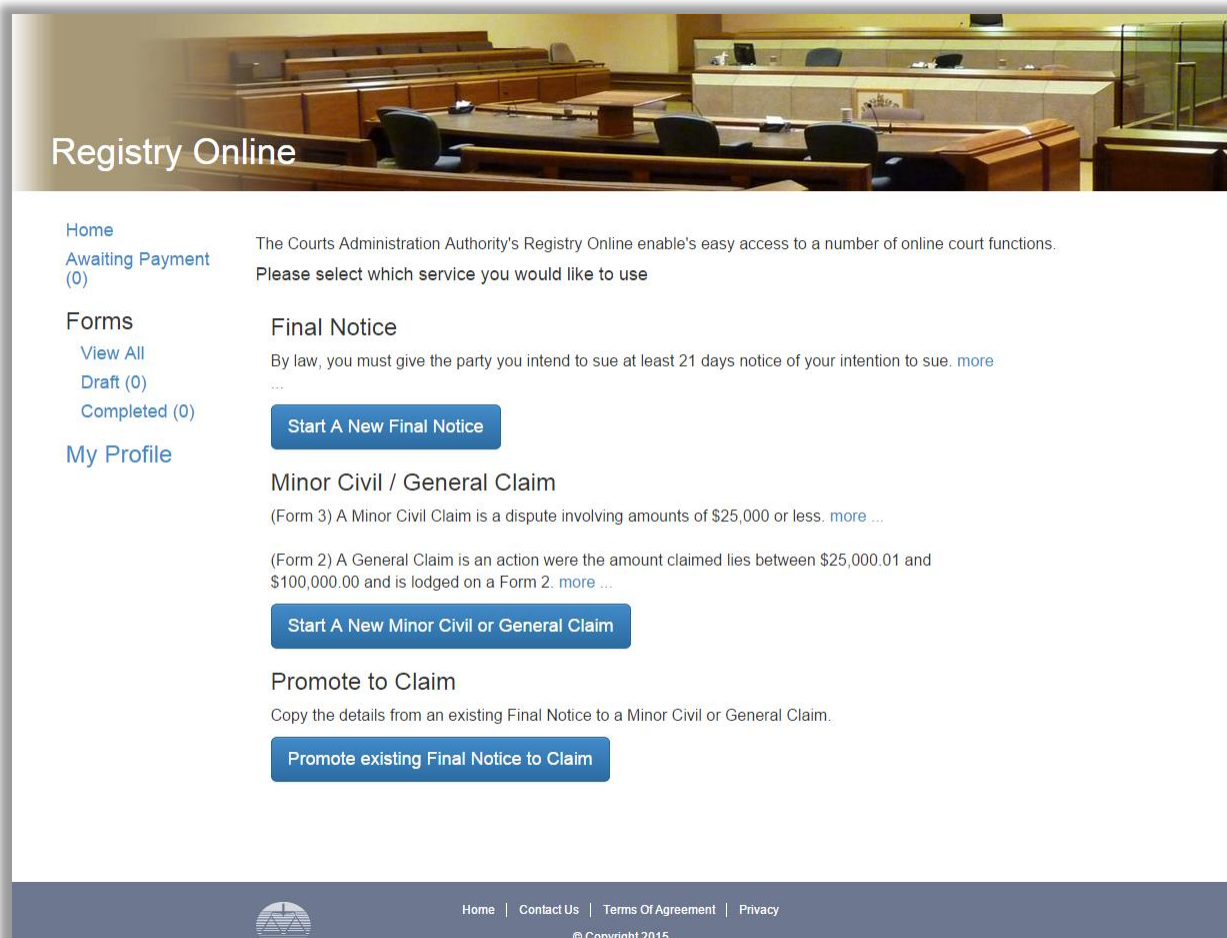 Registry Online
Home
Awaiting Payment
(0)
Forms
View All
Draft (0)
Completed (0)
My Profile
The Courts Administration Authority's Registry Online enable's easy access to a number of online court functions.
Please select which service you would like to use
Final Notice
By law, you must give the party you intend to sue at least 21 days notice of your intention to sue. more
...
Start A New Final Notice
Minor Civil / General Claim
(Form 3) A Minor Civil Claim is a dispute involving amounts of $25,000 or less. more ...
(Form 2) A General Claim is an action were the amount claimed lies between $25,000.01 and
$100,000.00 and is lodged on a Form 2. more ...
Start A New Minor Civil or General Claim
Promote to Claim
Copy the details from an existing Final Notice to a Minor Civil or General Claim.
Promote existing Final Notice to Claim
Home | Contact Us | Terms Of Agreement | Privacy
© Copyright 2015